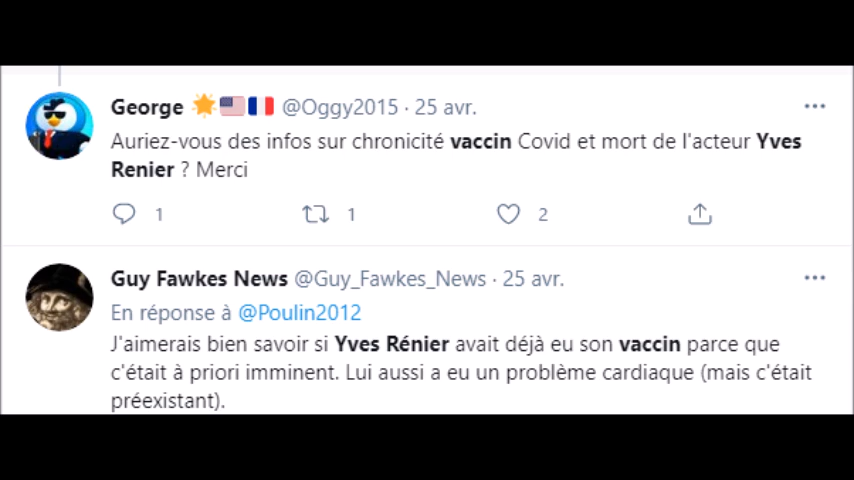 George @Oggy2015 · 25 avr.
Auriez-vous des infos sur chronicité vaccin Covid et mort de l'acteur Yves
Renier ? Merci
1 1 2
Guy Fawkes News @Guy_Fawkes_News · 25 avr.
En réponse à @Poulin2012
J'aimerais bien savoir si Yves Rénier avait déjà eu son vaccin parce que
c'était à priori imminent. Lui aussi a eu un problème cardiaque (mais c'était
préexistant).